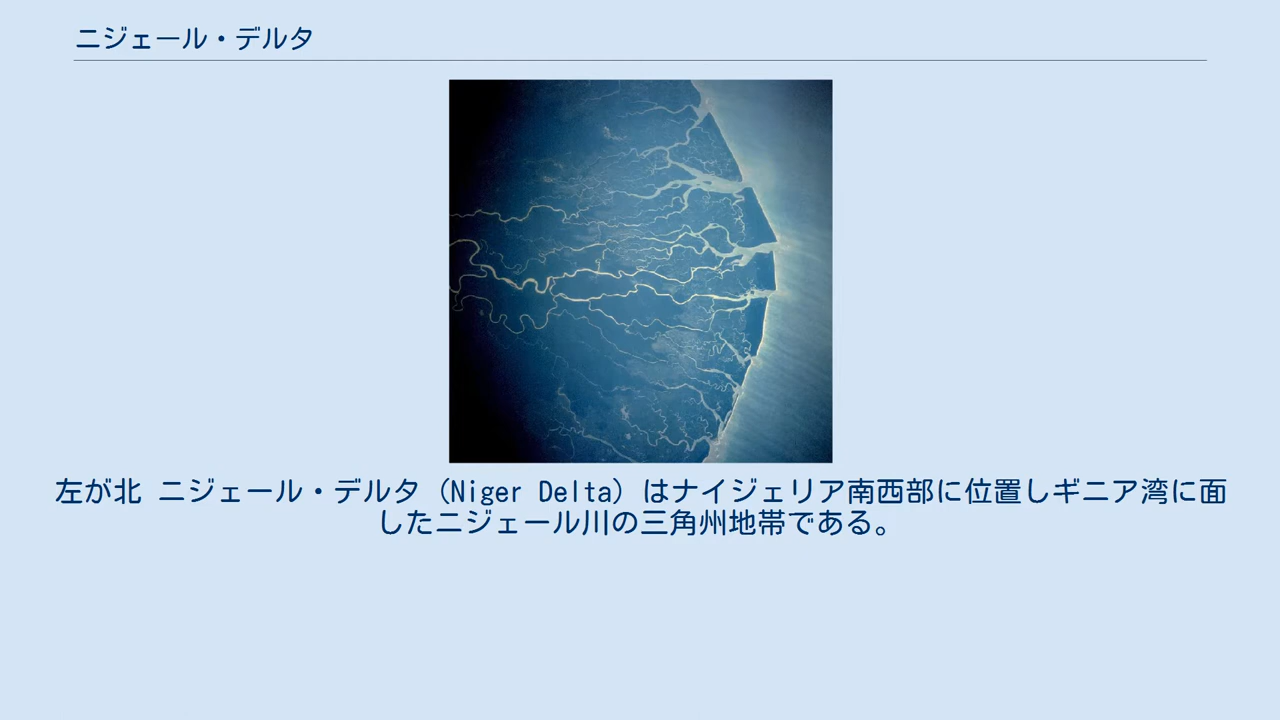 ニジェール・デルタ
左が北 ニジェール・デルタ（Niger Delta）はナイジェリア南西部に位置しギニア湾に面
したニジェール川の三角州地帯である。